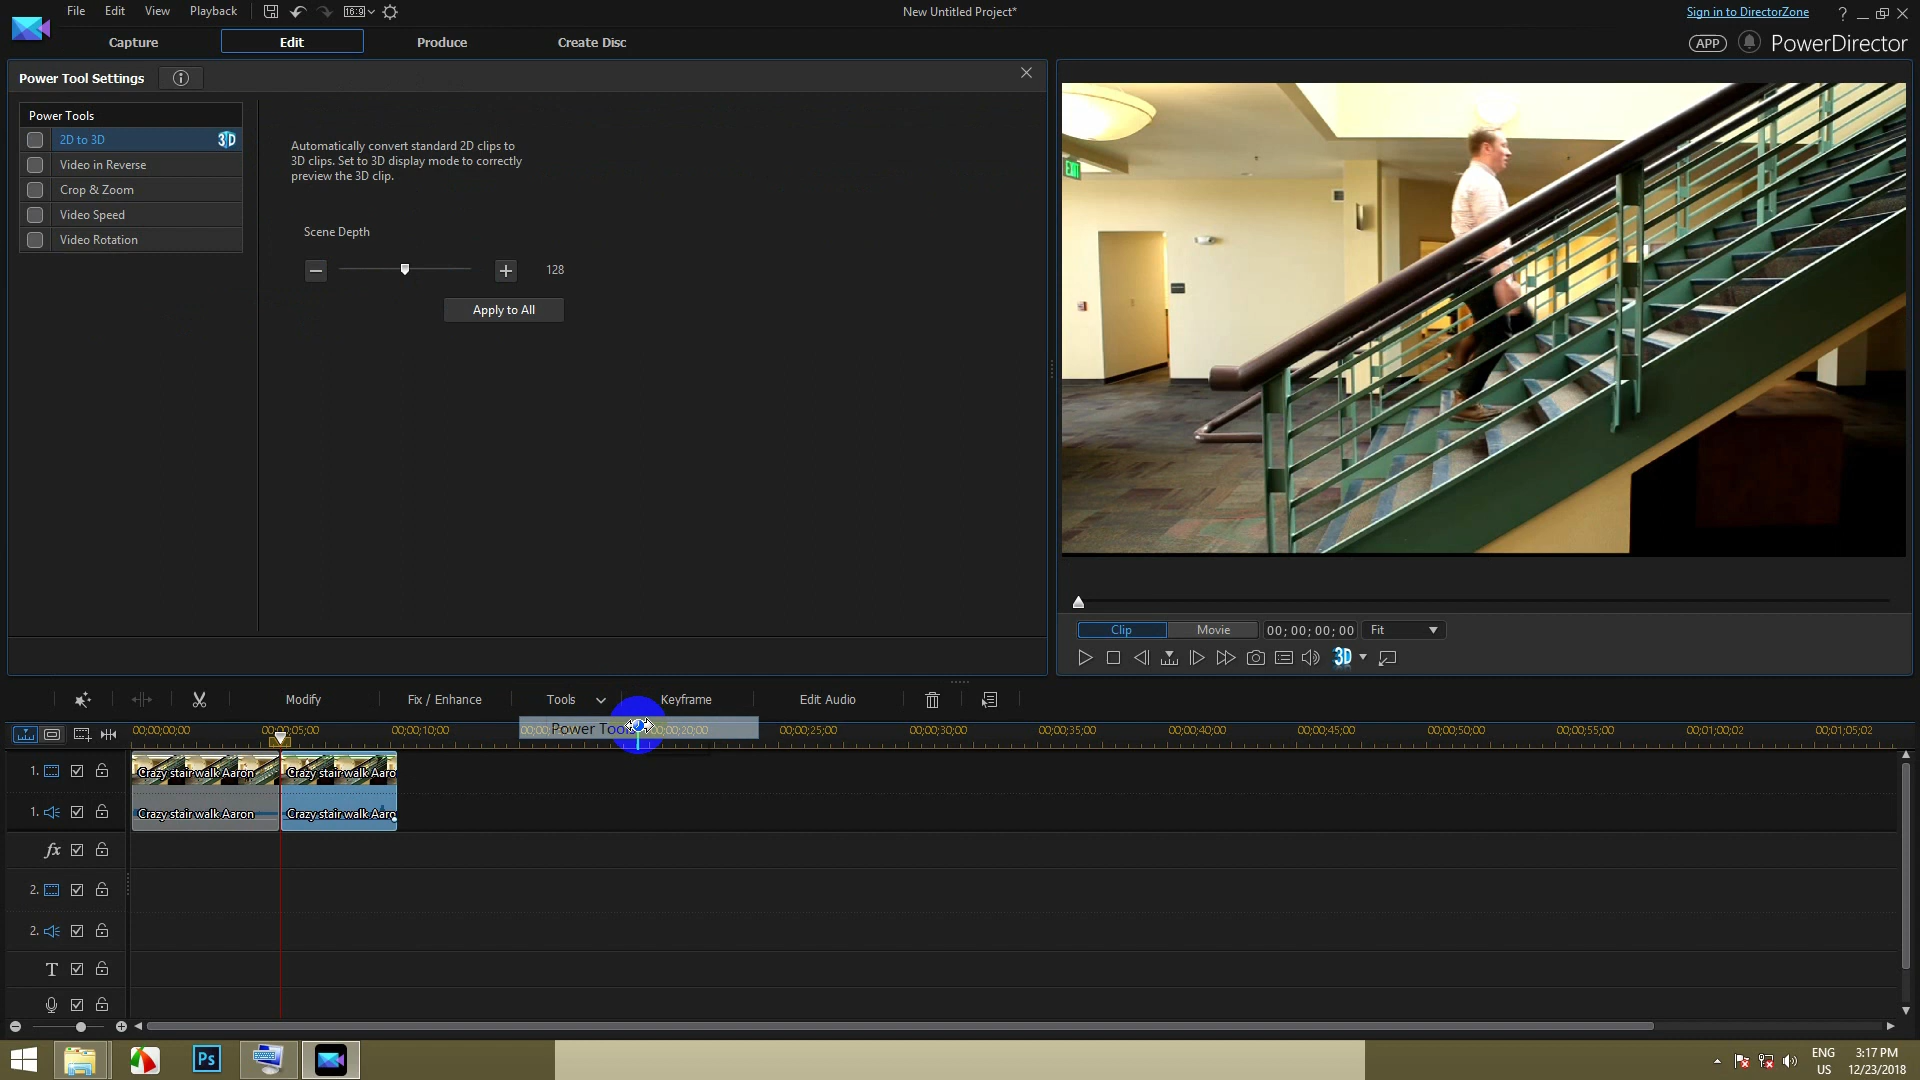 File Edit View Playback 16:9 New Untitled Project* Sign in to DirectorZone ?
Capture Edit Produce Create Disc APP PowerDirector
Power Tool Settings
Power Tools
2D to 3D 3D
Video in Reverse
Crop & Zoom
Video Speed
Video Rotation
Automatically convert standard 2D clips to
3D clips. Set to 3D display mode to correctly
preview the 3D clip.
Scene Depth
128
Apply to All
EXIT
Clip Movie 00; 00; 00; 00 Fit
3D
Modify Fix / Enhance Tools Keyframe Edit Audio
Power Tools
00;00;00;00 00;00;05;00 00;00;10;00 00;00;20;00 00;00;25;00 00;00;30;00 00;00;35;00 00;00;40;00 00;00;45;00 00;00;50;00 00;00;55;00 00;01;00;02 00;01;05;02
1. Crazy stair walk Aaron Crazy stair walk Aaro
1. Crazy stair walk Aaron Crazy stair walk Aaro
fx
2.
2.
T
Ps
ENG 3:17 PM
US 12/23/2018